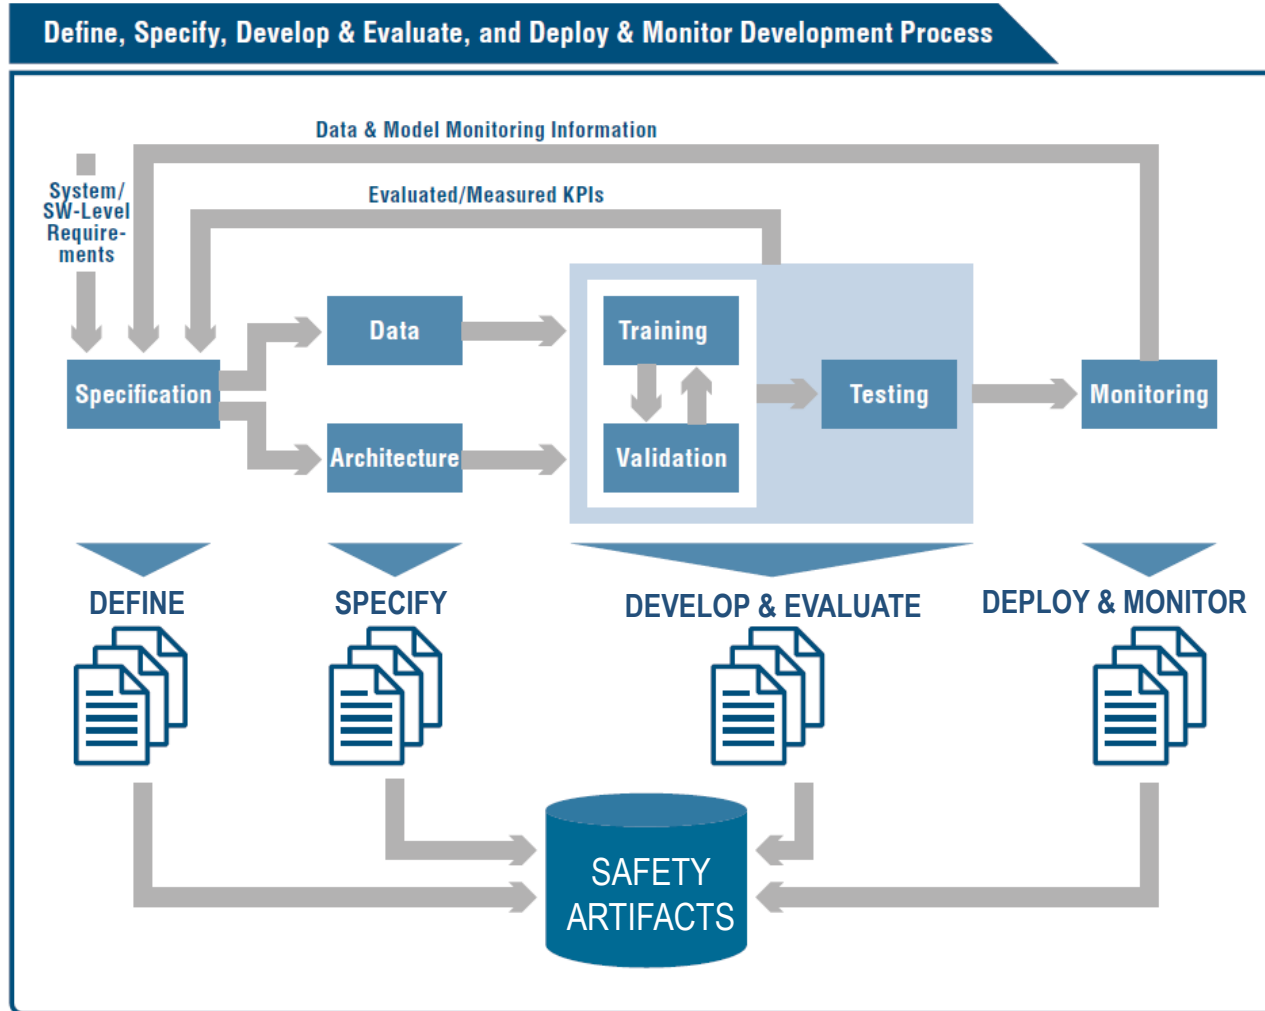 Define, Specify, Develop & Evaluate, and Deploy & Monitor Development Process
Data & Model Monitoring Information
System/
SW-Level
Require-
ments
Evaluated/Measured KPIs
Data
Training
Specification
Testing
Monitoring
Architecture
Validation
DEFINE
SPECIFY
DEVELOP & EVALUATE
DEPLOY & MONITOR
SAFETY
ARTIFACTS